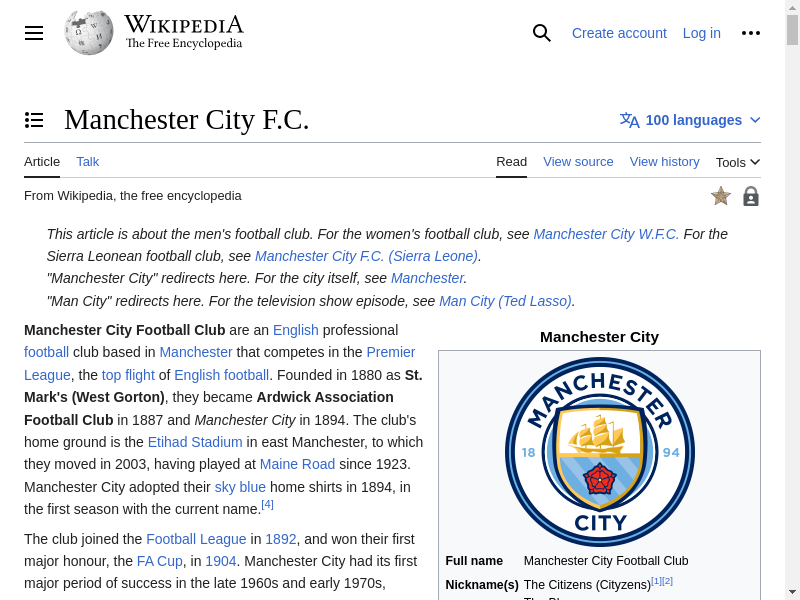 WIKIPEDIA
The Free Encyclopedia
Create account
Log in
Manchester City F.C.
100 languages
Article
Talk
Read
View source
View history
Tools
From Wikipedia, the free encyclopedia
This article is about the men's football club. For the women's football club, see Manchester City W.F.C. For the
Sierra Leonean football club, see Manchester City F.C. (Sierra Leone).
"Manchester City" redirects here. For the city itself, see Manchester.
"Man City" redirects here. For the television show episode, see Man City (Ted Lasso).
Manchester City Football Club are an English professional
football club based in Manchester that competes in the Premier
League, the top flight of English football. Founded in 1880 as St.
Mark's (West Gorton), they became Ardwick Association
Football Club in 1887 and Manchester City in 1894. The club's
home ground is the Etihad Stadium in east Manchester, to which
they moved in 2003, having played at Maine Road since 1923.
Manchester City adopted their sky blue home shirts in 1894, in
the first season with the current name.[4]
The club joined the Football League in 1892, and won their first
major honour, the FA Cup, in 1904. Manchester City had its first
major period of success in the late 1960s and early 1970s,
Manchester City
MANCHESTER
18 94
CITY
Full name Manchester City Football Club
Nickname(s) The Citizens (Cityzens)[1][2]